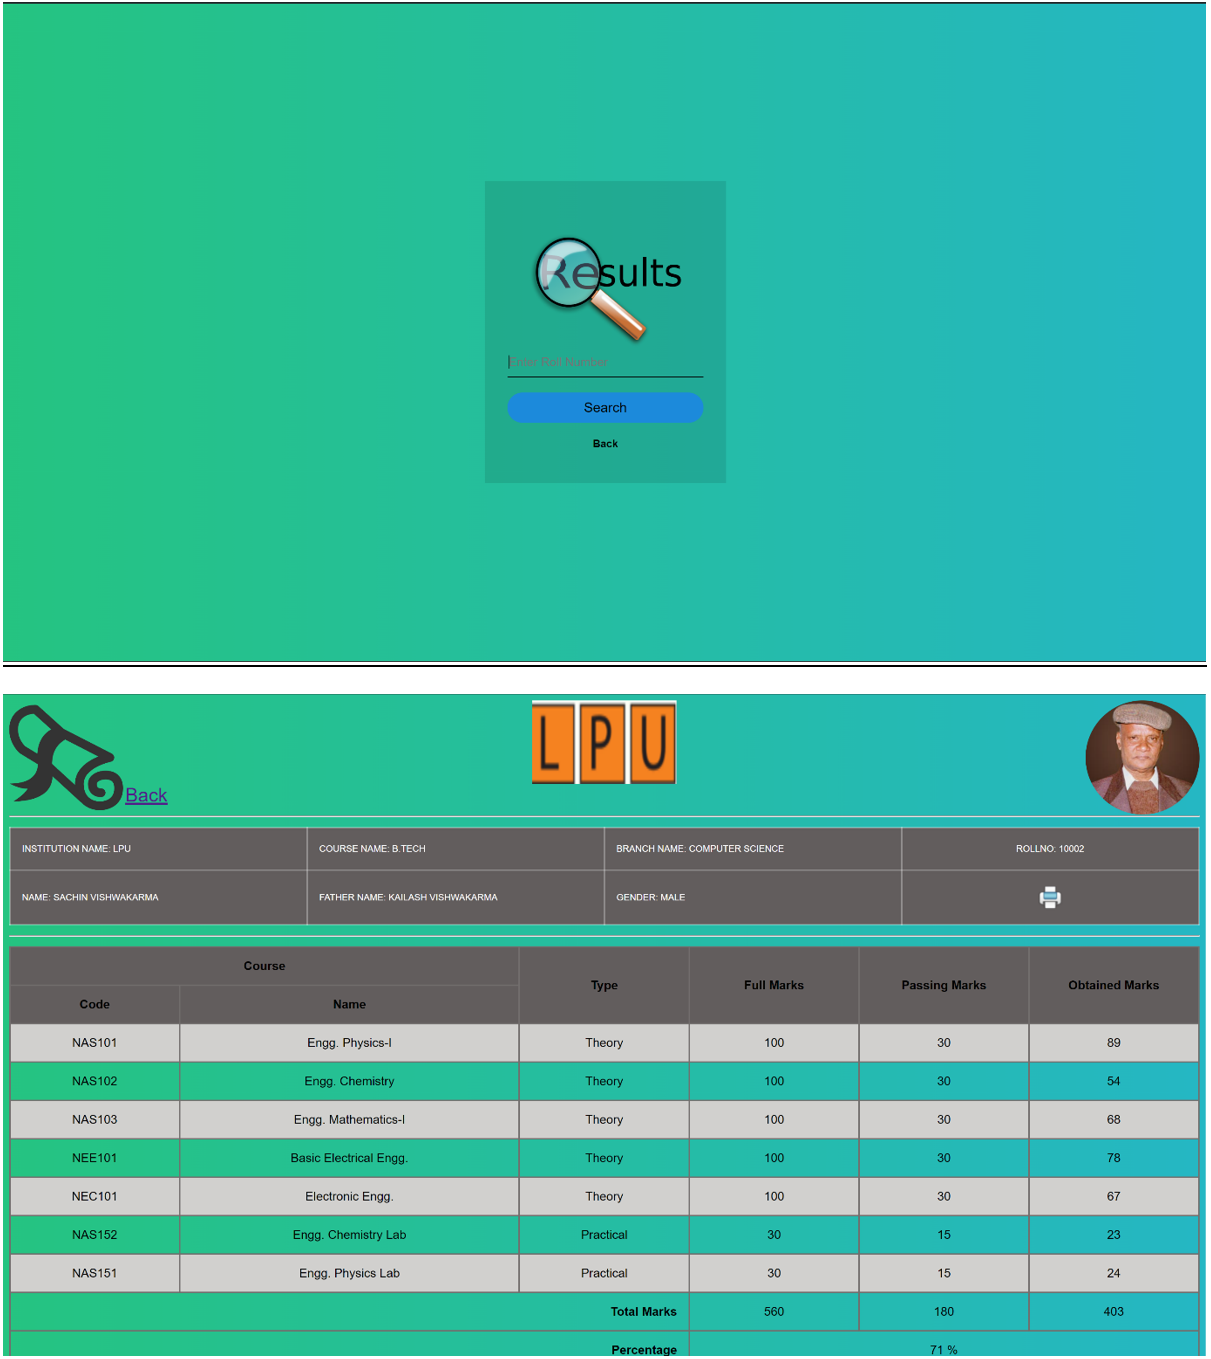 Results
Enter Roll Number
Search
Back
LPU
Back
INSTITUTION NAME: LPU COURSE NAME: B.TECH BRANCH NAME: COMPUTER SCIENCE ROLLNO: 10002
NAME: SACHIN VISHWAKARMA FATHER NAME: KAILASH VISHWAKARMA GENDER: MALE
Course Type Full Marks Passing Marks Obtained Marks
Code Name
NAS101 Engg. Physics-I Theory 100 30 89
NAS102 Engg. Chemistry Theory 100 30 54
NAS103 Engg. Mathematics-I Theory 100 30 68
NEE101 Basic Electrical Engg. Theory 100 30 78
NEC101 Electronic Engg. Theory 100 30 67
NAS152 Engg. Chemistry Lab Practical 30 15 23
NAS151 Engg. Physics Lab Practical 30 15 24
Total Marks 560 180 403
Percentage 71 %